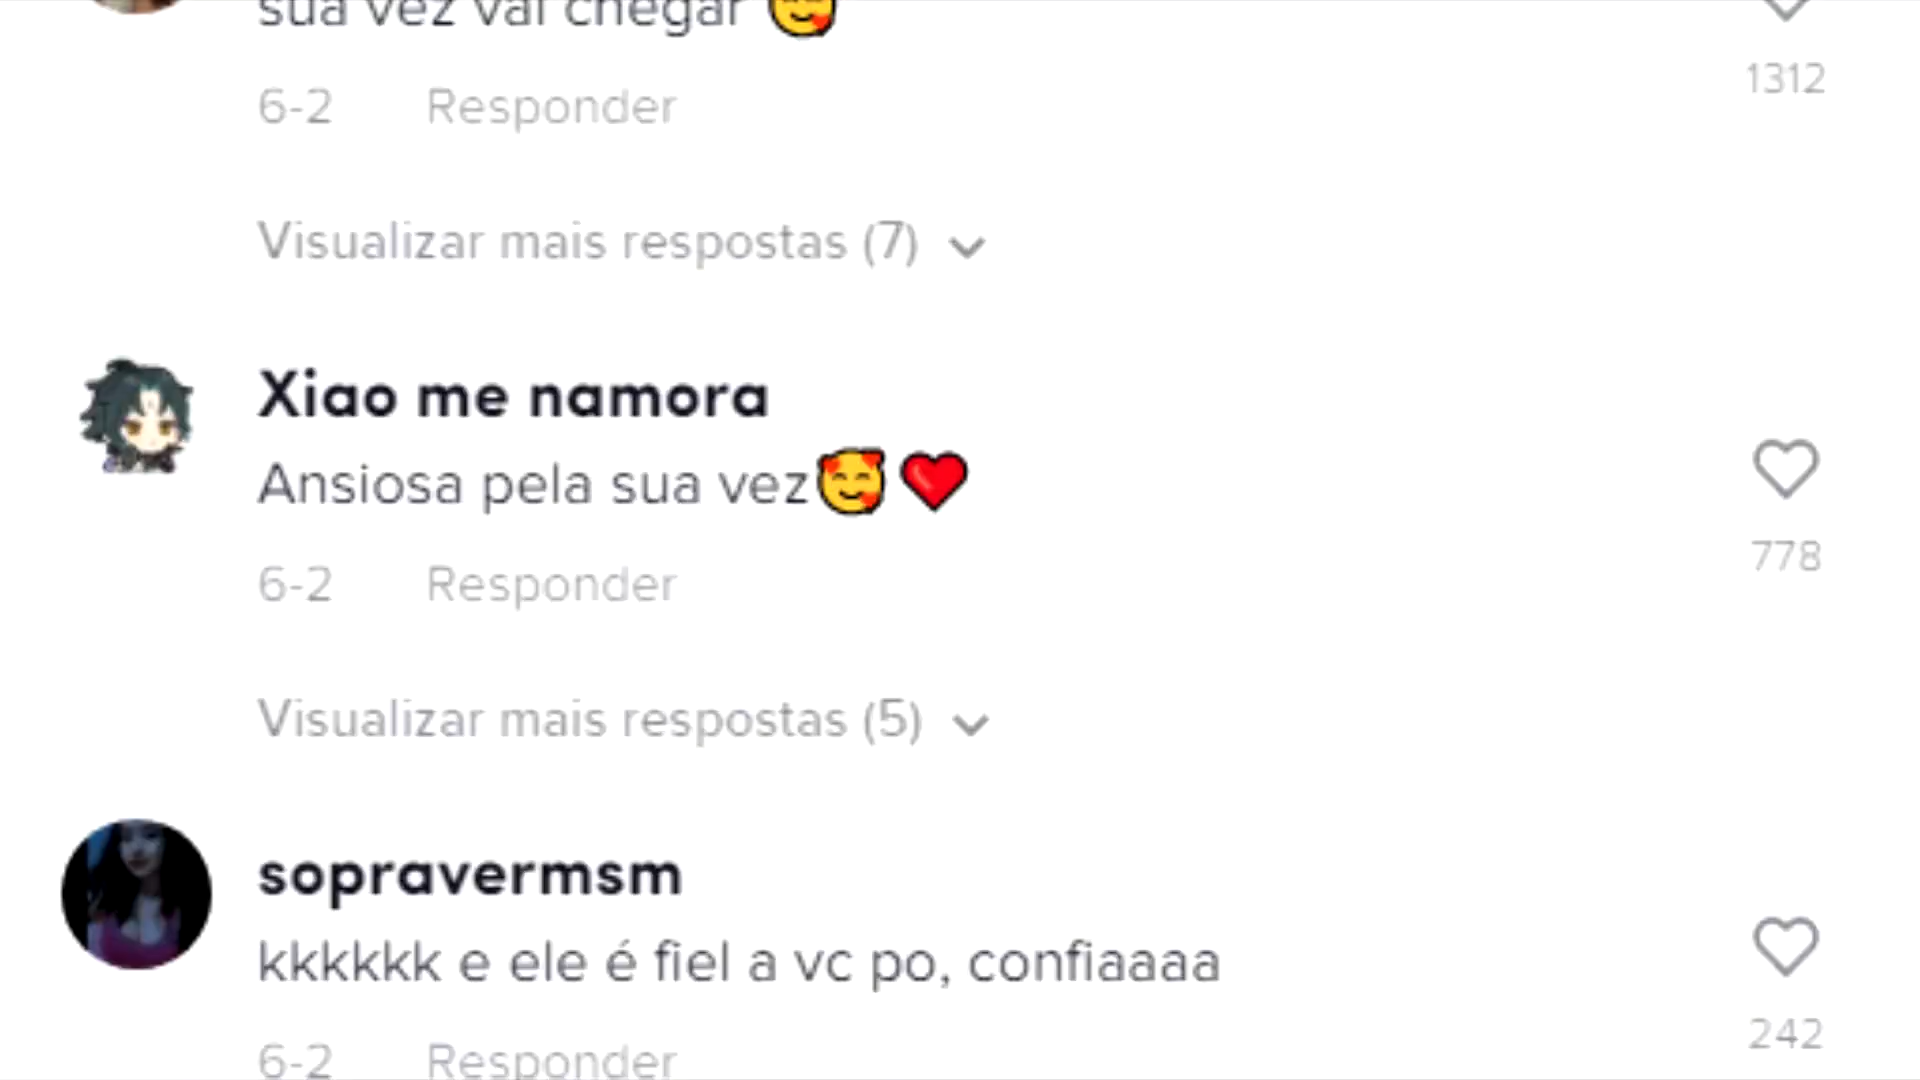 sua vez vai chegar 🥰
1312
6-2 Responder
Visualizar mais respostas (7)
Xiao me namora
Ansiosa pela sua vez🥰❤️
778
6-2 Responder
Visualizar mais respostas (5)
sopravermsm
kkkkkk e ele é fiel a vc po, confiaaaa
242
6-2 Responder